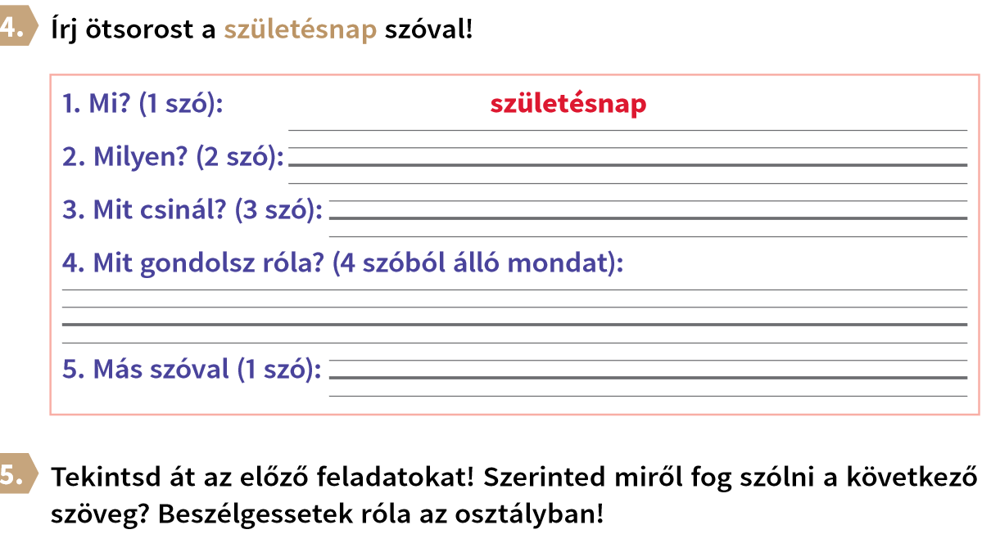 4. Írj ötsorost a születésnap szóval!
1. Mi? (1 szó): születésnap
2. Milyen? (2 szó):
3. Mit csinál? (3 szó):
4. Mit gondolsz róla? (4 szóból álló mondat):
5. Más szóval (1 szó):
5. Tekintsd át az előző feladatokat! Szerinted miről fog szólni a következő
szöveg? Beszélgessetek róla az osztályban!